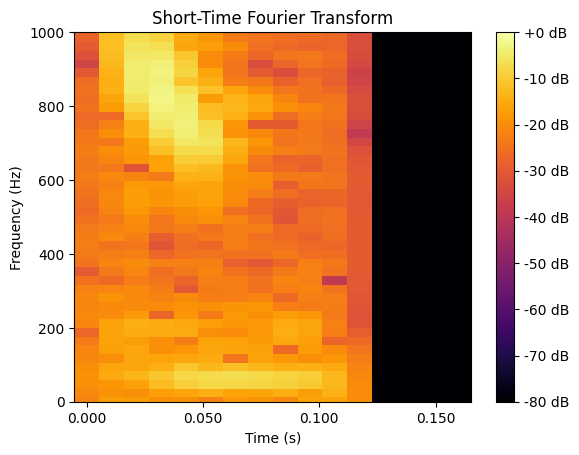 Short-Time Fourier Transform
Frequency (Hz)
1000
800
600
400
200
0
0.000 0.050 0.100 0.150
Time (s)
+0 dB
-10 dB
-20 dB
-30 dB
-40 dB
-50 dB
-60 dB
-70 dB
-80 dB